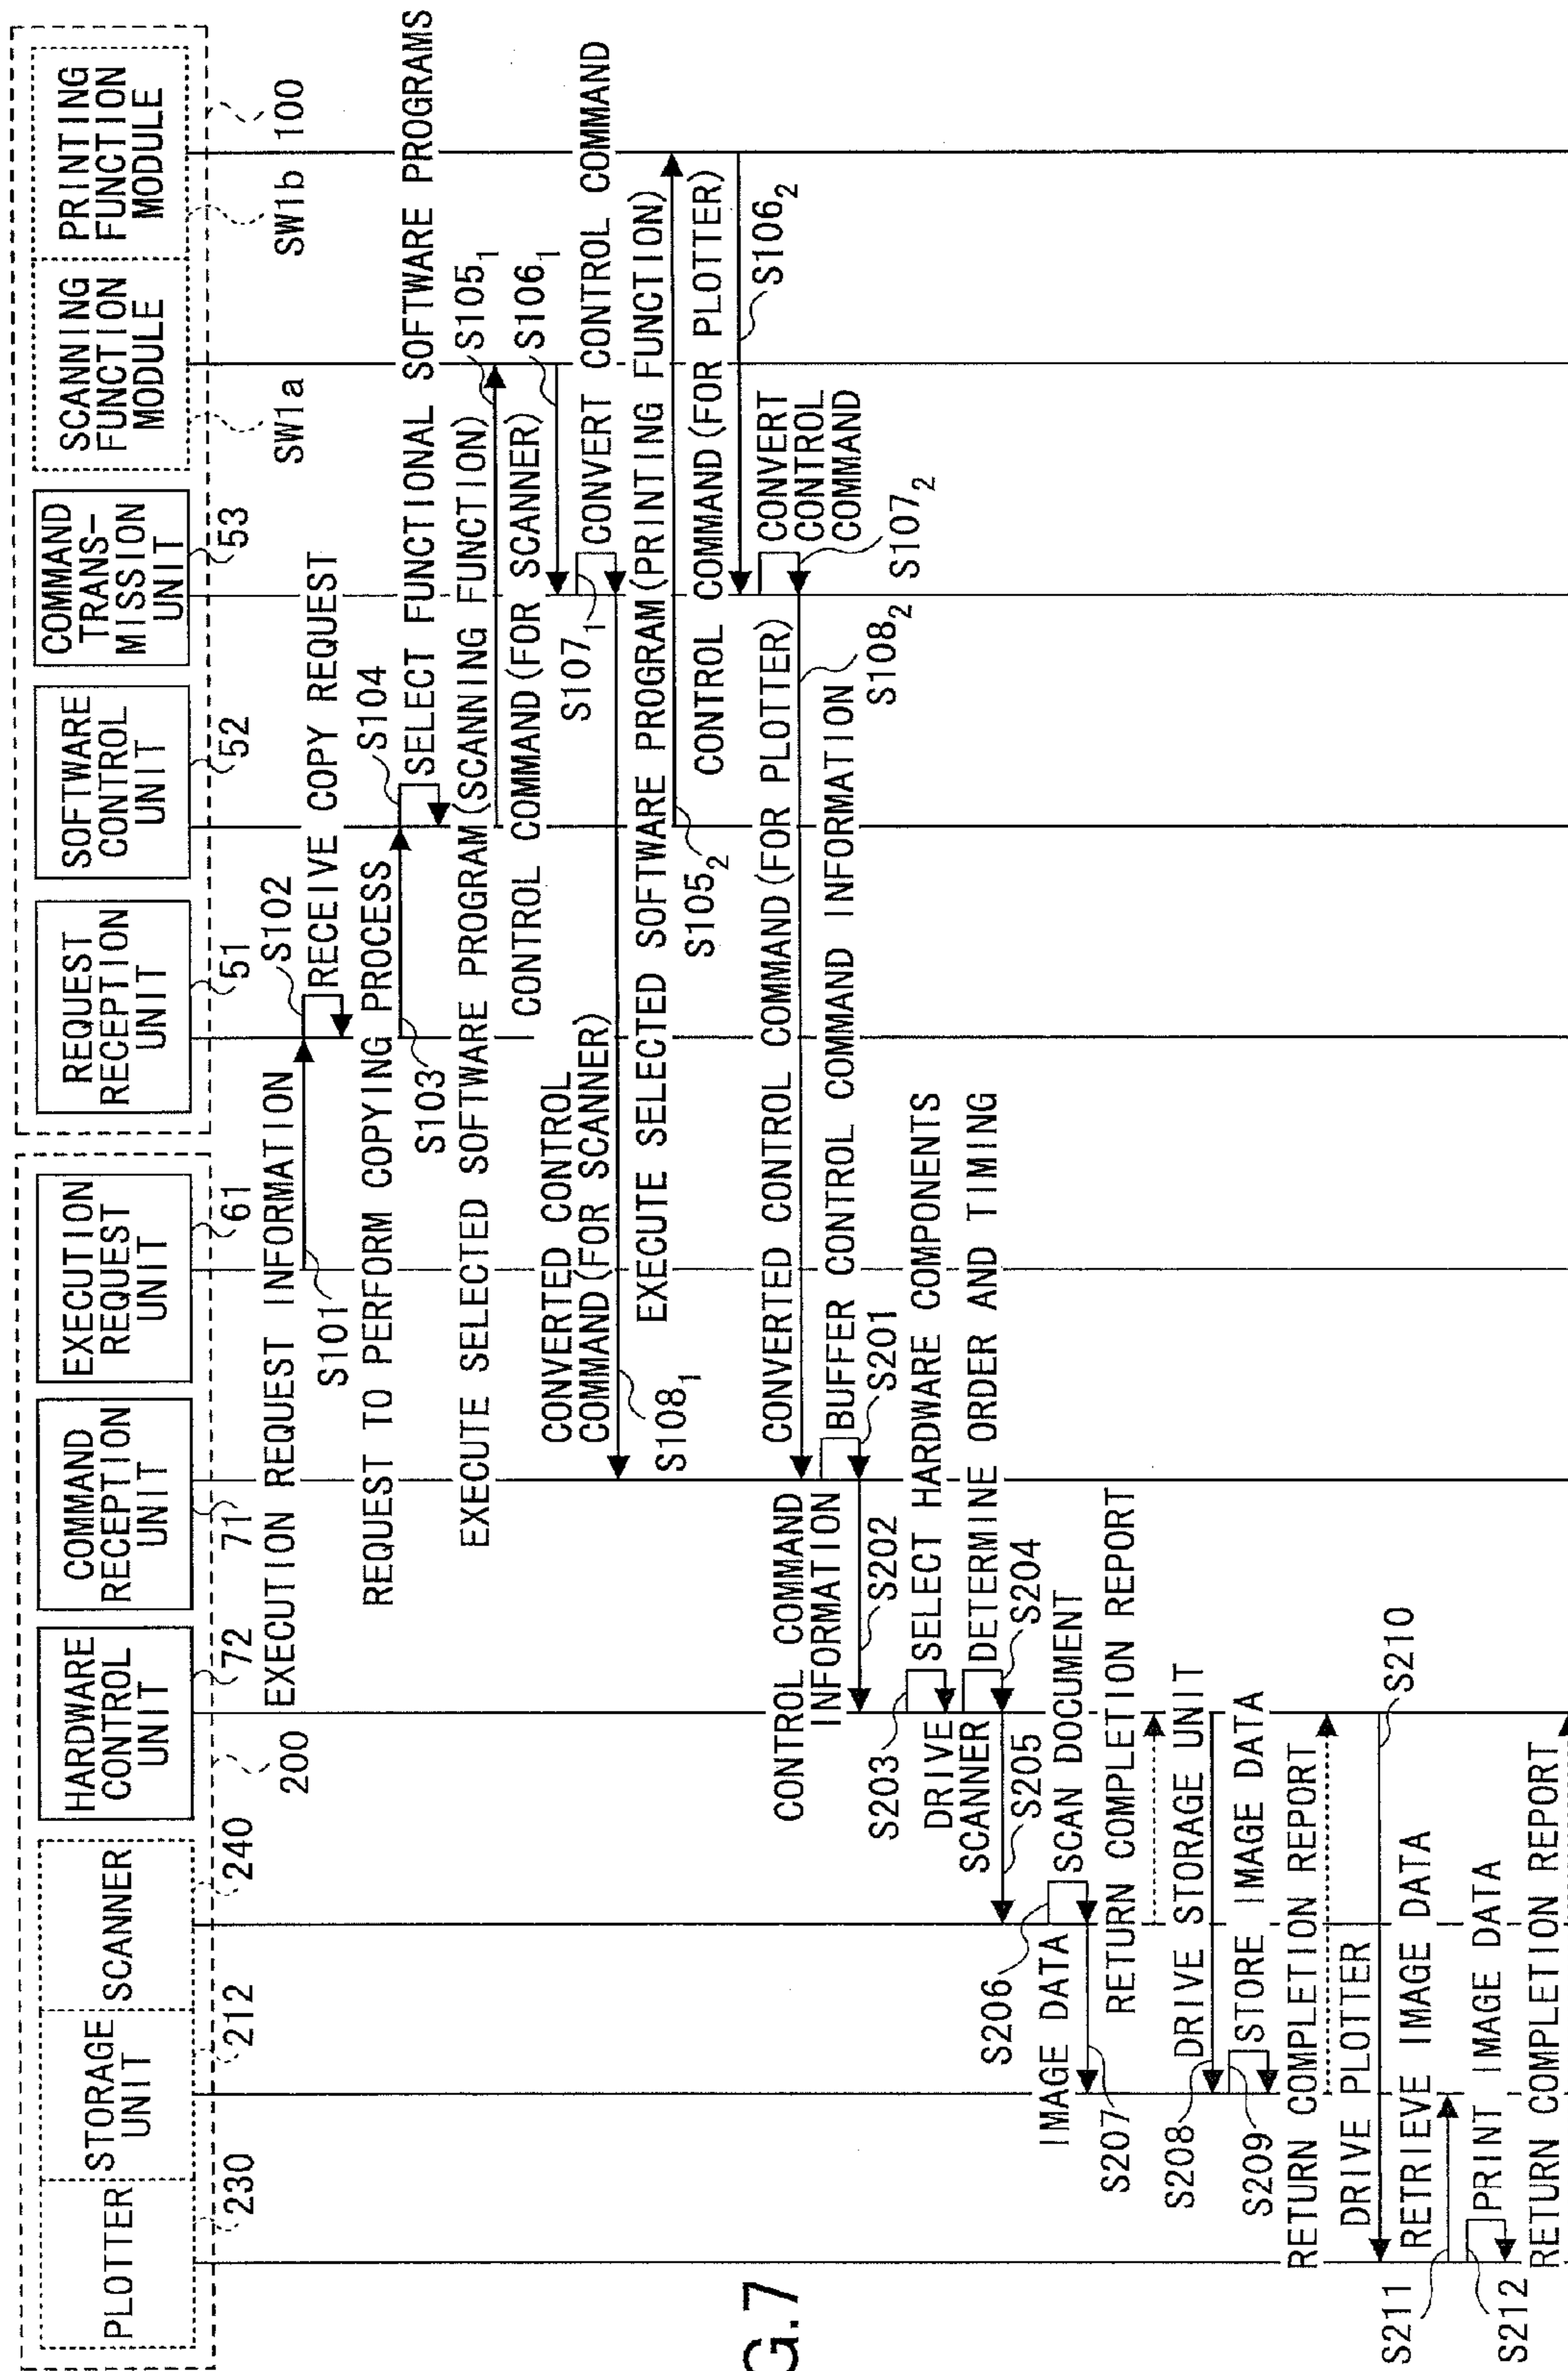 FIG.7
PLOTTER
230
STORAGE
UNIT
212
SCANNER
240
HARDWARE
CONTROL
UNIT
72
200
COMMAND
RECEPTION
UNIT
71
EXECUTION
REQUEST
UNIT
61
REQUEST
RECEPTION
UNIT
51
SOFTWARE
CONTROL
UNIT
52
COMMAND
TRANS-
MISSION
UNIT
53
SCANNING
FUNCTION
MODULE
SW1a
PRINTING
FUNCTION
MODULE
SW1b
100
EXECUTION REQUEST INFORMATION
S101
S102
RECEIVE COPY REQUEST
REQUEST TO PERFORM COPYING PROCESS
S103
S104
SELECT FUNCTIONAL SOFTWARE PROGRAMS
EXECUTE SELECTED SOFTWARE PROGRAM(SCANNING FUNCTION)
S105₁
CONTROL COMMAND(FOR SCANNER)
S106₁
S107₁
CONVERT CONTROL COMMAND
CONVERTED CONTROL
COMMAND(FOR SCANNER)
S108₁
EXECUTE SELECTED SOFTWARE PROGRAM(PRINTING FUNCTION)
S105₂
CONTROL COMMAND(FOR PLOTTER)
S106₂
CONVERT
CONTROL
COMMAND
S107₂
CONVERTED CONTROL COMMAND(FOR PLOTTER)
S108₂
BUFFER CONTROL COMMAND INFORMATION
S201
CONTROL COMMAND
INFORMATION
S202
S203
SELECT HARDWARE COMPONENTS
DETERMINE ORDER AND TIMING
S204
DRIVE
SCANNER
S205
S206
SCAN DOCUMENT
IMAGE DATA
S207
RETURN COMPLETION REPORT
DRIVE STORAGE UNIT
S208
STORE IMAGE DATA
S209
RETURN COMPLETION REPORT
DRIVE PLOTTER
S210
RETRIEVE IMAGE DATA
S211
PRINT IMAGE DATA
S212
RETURN COMPLETION REPORT